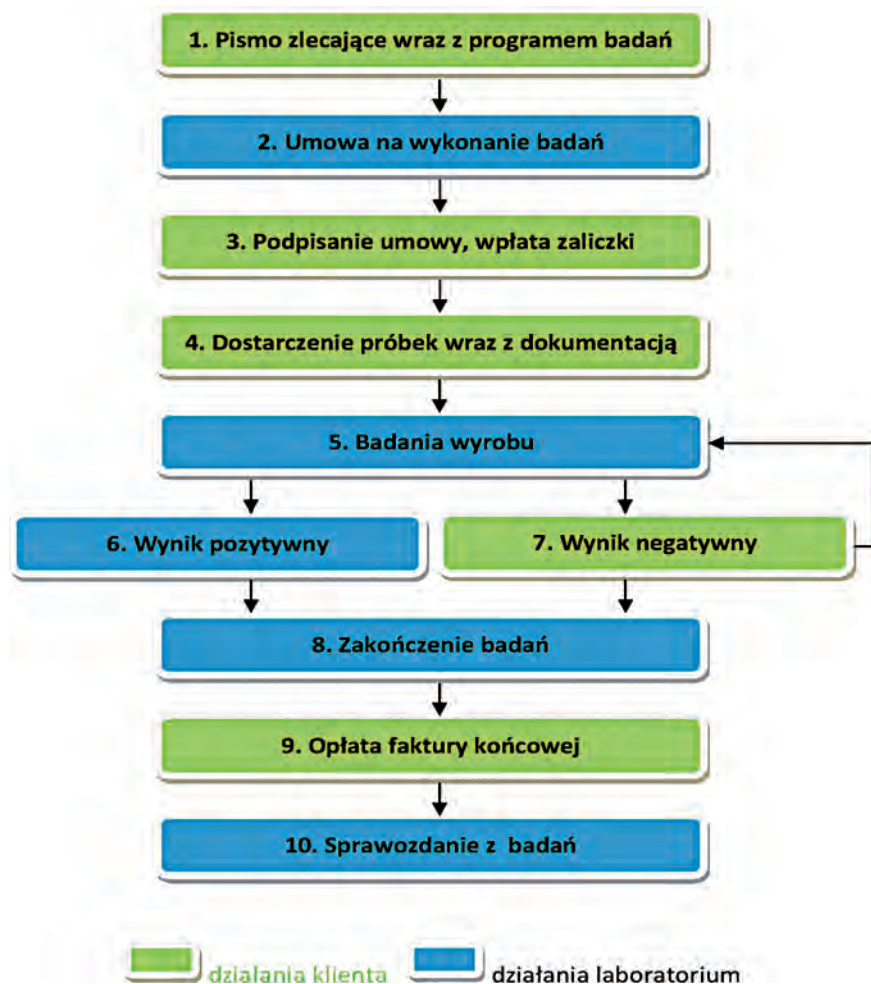 1. Pismo zlecające wraz z programem badań
2. Umowa na wykonanie badań
3. Podpisanie umowy, wpłata zaliczki
4. Dostarczenie próbek wraz z dokumentacją
5. Badania wyrobu
6. Wynik pozytywny
7. Wynik negatywny
8. Zakończenie badań
9. Opłata faktury końcowej
10. Sprawozdanie z badań
działania klienta
działania laboratorium